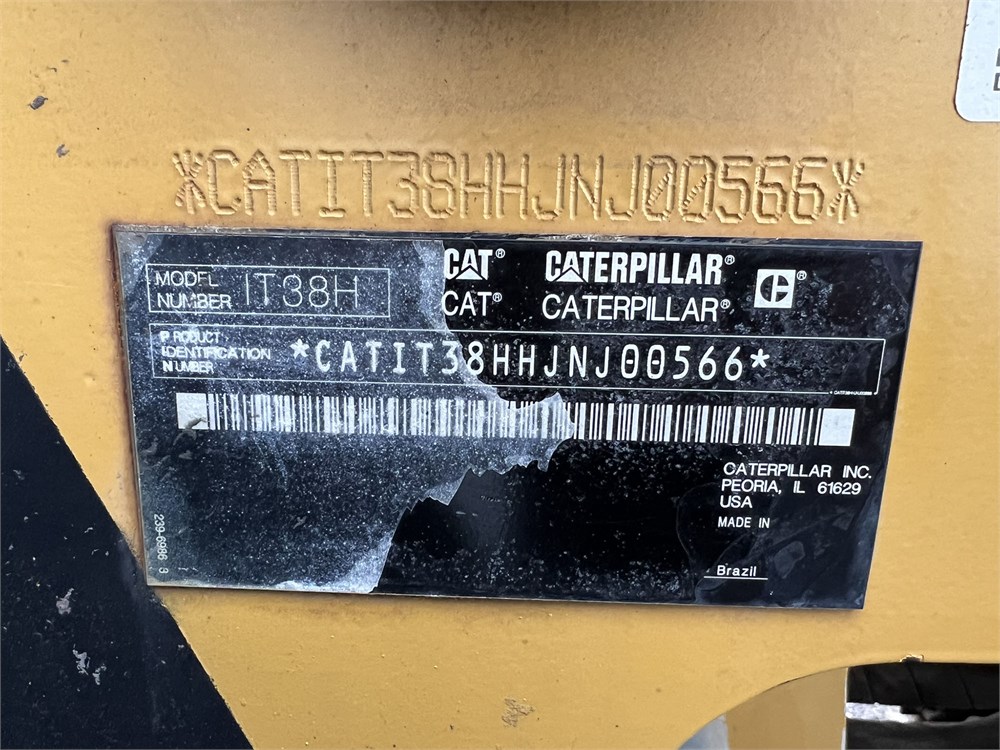 *CATIT38HHJNJ00566*
MODEL NUMBER IT38H
CAT® CATERPILLAR® C®
CAT® CATERPILLAR®
PRODUCT IDENTIFICATION NUMBER *CATIT38HHJNJ00566*
CATERPILLAR INC.
PEORIA, IL 61629
USA
MADE IN
Brazil
239-6986 3